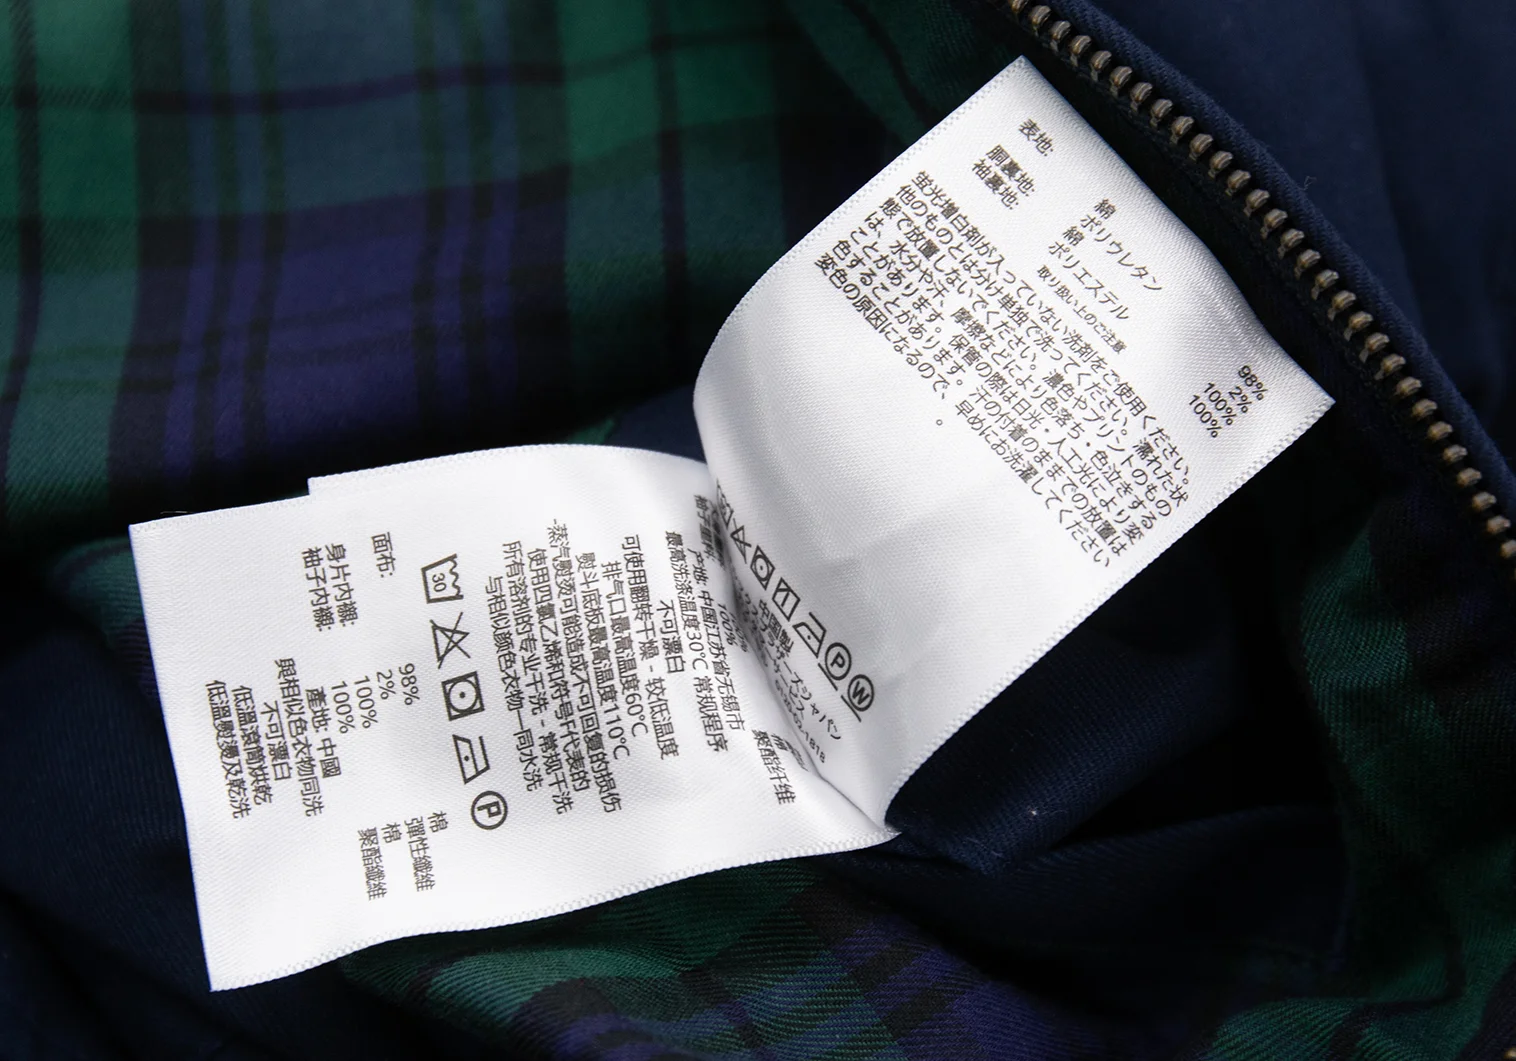 表地:
綿
98%
ポリウレタン
2%
胴裏地:
綿
100%
袖裏地:
ポリエステル
100%
取り扱い上のご注意
蛍光増白剤が入っていない洗剤をご使用ください。
他のものとは分け単独で洗ってください。濡れた状
態で放置しないでください。濃色やプリントのもの
は、水分や汗、摩擦などにより色落ち・色泣きする
ことがあります。保管の際は日光・人工光により変
色することがあります。汗の付着のままでの放置は
変色の原因になるので、早めにお洗濯してください
。
P
W
中国製
ジャパン
聚酯纤维
100%
产地: 中国江苏省无锡市
最高洗涤温度30°C 常规程序
不可漂白
可使用翻转干燥 - 较低温度
排气口最高温度60°C
熨斗底板最高温度110°C
-蒸汽熨烫可能造成不可回复的损伤
使用四氯乙烯和符号F代表的
所有溶剂的专业干洗 - 常规干洗
与相似颜色衣物一同水洗
30
P
面布:
98%
棉
2%
彈性纖維
身片内襯:
100%
棉
袖子内襯:
100%
聚酯纖維
產地: 中國
與相似色衣物同洗
不可漂白
低溫滾筒烘乾
低溫熨燙及乾洗